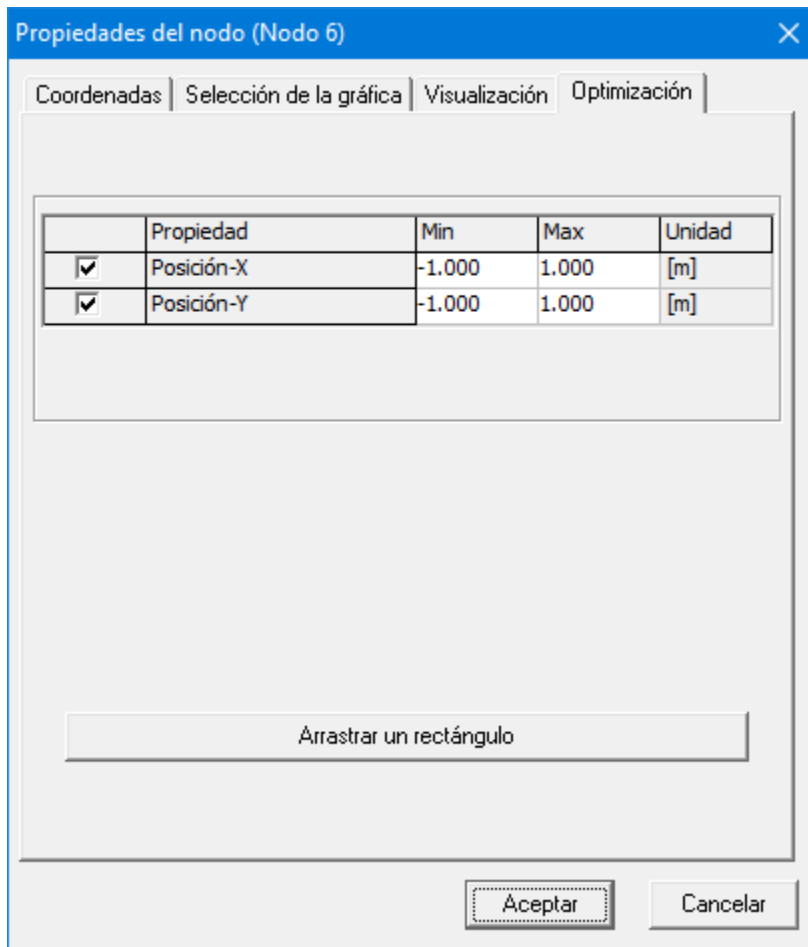 Propiedades del nodo (Nodo 6)
Coordenadas Selección de la gráfica Visualización Optimización
Propiedad Min Max Unidad
Posición-X -1.000 1.000 [m]
Posición-Y -1.000 1.000 [m]
Arrastrar un rectángulo
Aceptar Cancelar